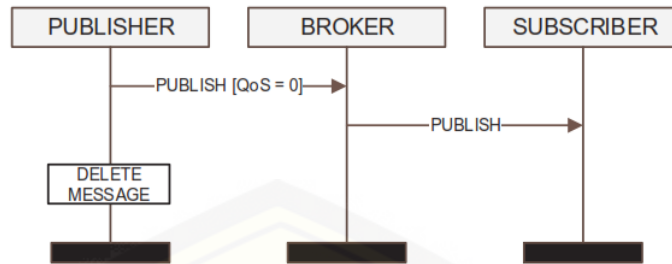 PUBLISHER
BROKER
SUBSCRIBER
PUBLISH [QoS = 0]
PUBLISH
DELETE
MESSAGE